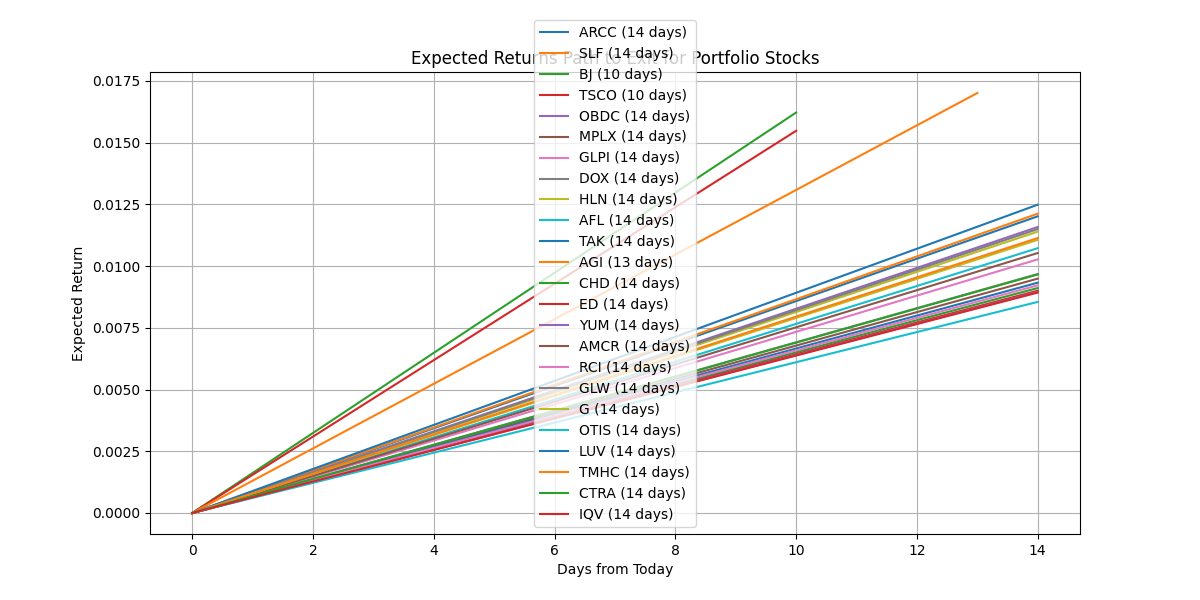 Expected Returns Path to Exit for Portfolio Stocks
ARCC (14 days)
SLF (14 days)
BJ (10 days)
TSCO (10 days)
OBDC (14 days)
MPLX (14 days)
GLPI (14 days)
DOX (14 days)
HLN (14 days)
AFL (14 days)
TAK (14 days)
AGI (13 days)
CHD (14 days)
ED (14 days)
YUM (14 days)
AMCR (14 days)
RCI (14 days)
GLW (14 days)
G (14 days)
OTIS (14 days)
LUV (14 days)
TMHC (14 days)
CTRA (14 days)
IQV (14 days)
Expected Return
0.0175
0.0150
0.0125
0.0100
0.0075
0.0050
0.0025
0.0000
0 2 4 6 8 10 12 14
Days from Today